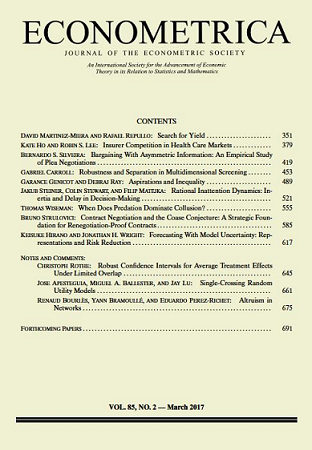 ECONOMETRICA
JOURNAL OF THE ECONOMETRIC SOCIETY
An International Society for the Advancement of Economic
Theory in its Relation to Statistics and Mathematics
CONTENTS
DAVID MARTINEZ-MIERA AND RAFAEL REPULLO: Search for Yield . . . . . . . . . . . . . . . . . . . . . . 351
KATE HO AND ROBIN S. LEE: Insurer Competition in Health Care Markets . . . . . . . . . . . . . 379
BERNARDO S. SILVEIRA: Bargaining With Asymmetric Information: An Empirical Study
of Plea Negotiations . . . . . . . . . . . . . . . . . . . . . . . . . . . . . . . . . . . . . . . . . . . . . . . 419
GABRIEL CARROLL: Robustness and Separation in Multidimensional Screening . . . . . . . . . . 453
GARANCE GENICOT AND DEBRAJ RAY: Aspirations and Inequality . . . . . . . . . . . . . . . . . . . . 489
JAKUB STEINER, COLIN STEWART, AND FILIP MATĚJKA: Rational Inattention Dynamics: In-
ertia and Delay in Decision-Making . . . . . . . . . . . . . . . . . . . . . . . . . . . . . . . . . . . . 521
THOMAS WISEMAN: When Does Predation Dominate Collusion? . . . . . . . . . . . . . . . . . . . . 555
BRUNO STRULOVICI: Contract Negotiation and the Coase Conjecture: A Strategic Foun-
dation for Renegotiation-Proof Contracts . . . . . . . . . . . . . . . . . . . . . . . . . . . . . . . . 585
KEISUKE HIRANO AND JONATHAN H. WRIGHT: Forecasting With Model Uncertainty: Rep-
resentations and Risk Reduction . . . . . . . . . . . . . . . . . . . . . . . . . . . . . . . . . . . . . . 617
NOTES AND COMMENTS:
CHRISTOPH ROTHE: Robust Confidence Intervals for Average Treatment Effects
Under Limited Overlap . . . . . . . . . . . . . . . . . . . . . . . . . . . . . . . . . . . . . . . . . . . 645
JOSE APESTEGUIA, MIGUEL A. BALLESTER, AND JAY LU: Single-Crossing Random
Utility Models . . . . . . . . . . . . . . . . . . . . . . . . . . . . . . . . . . . . . . . . . . . . . . . . . . 661
RENAUD BOURLÈS, YANN BRAMOULLÉ, AND EDUARDO PEREZ-RICHET: Altruism in
Networks . . . . . . . . . . . . . . . . . . . . . . . . . . . . . . . . . . . . . . . . . . . . . . . . . . . . . . 675
FORTHCOMING PAPERS . . . . . . . . . . . . . . . . . . . . . . . . . . . . . . . . . . . . . . . . . . . . . . . . 691
VOL. 85, NO. 2 — March 2017